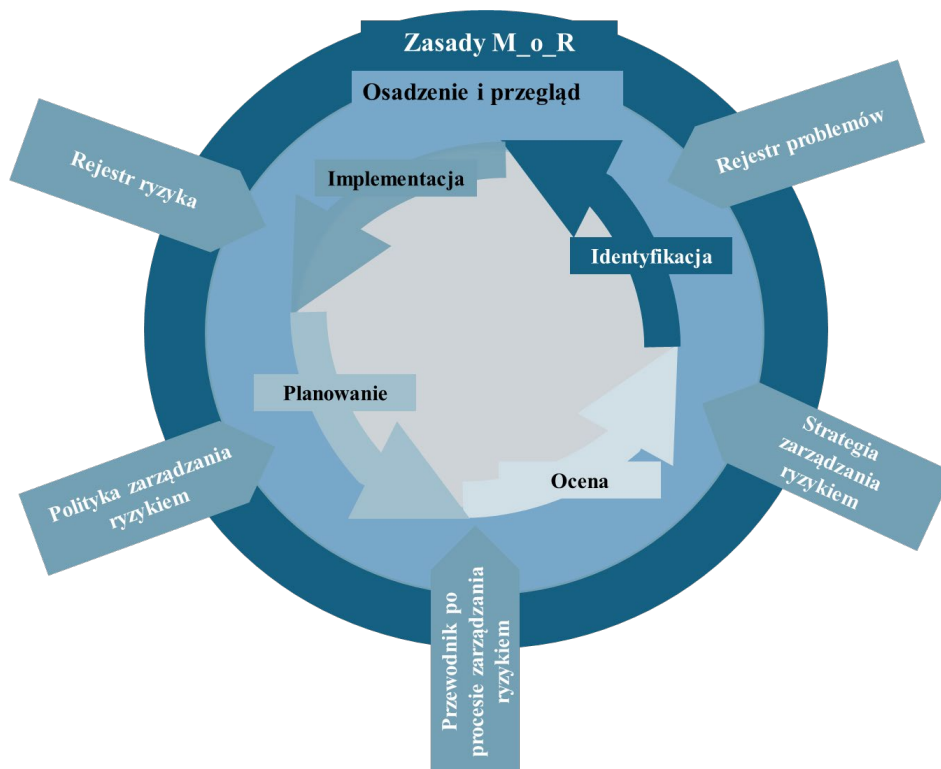 Zasady M_o_R
Osadzenie i przegląd
Rejestr ryzyka
Rejestr problemów
Implementacja
Identyfikacja
Planowanie
Ocena
Polityka zarządzania
ryzykiem
Strategia
zarządzania
ryzykiem
Przewodnik po
procesie zarządzania
ryzykiem